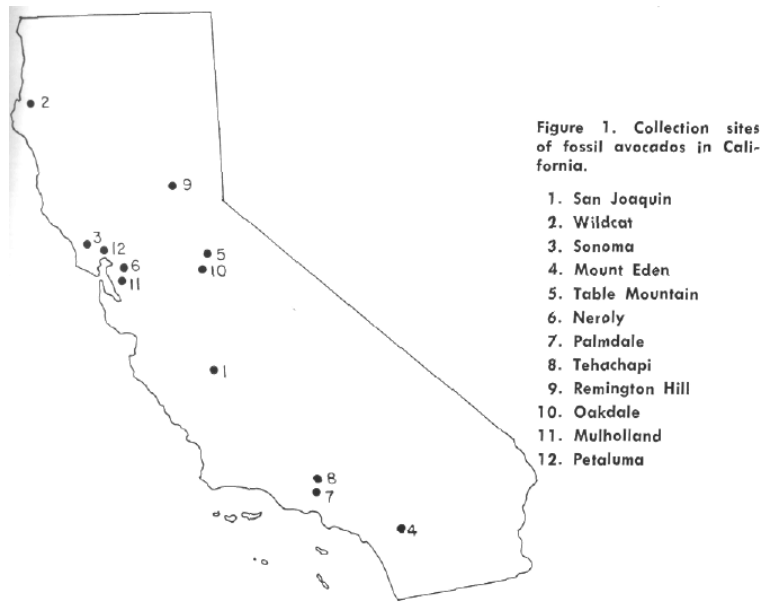 2
9
3
12
5
6
10
11
1
8
7
4
Figure 1. Collection sites
of fossil avocados in Cali-
fornia.
1. San Joaquin
2. Wildcat
3. Sonoma
4. Mount Eden
5. Table Mountain
6. Neroly
7. Palmdale
8. Tehachapi
9. Remington Hill
10. Oakdale
11. Mulholland
12. Petaluma